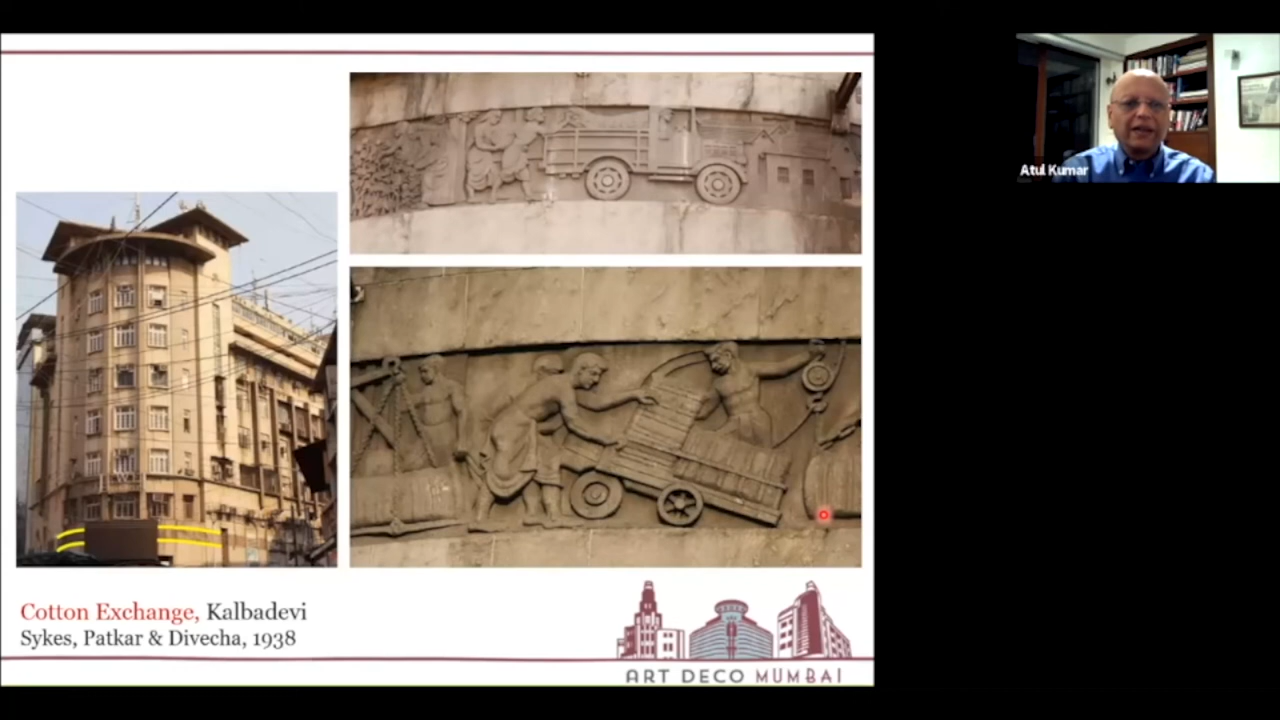 Atul Kumar
Cotton Exchange, Kalbadevi
Sykes, Patkar & Divecha, 1938
ART DECO MUMBAI